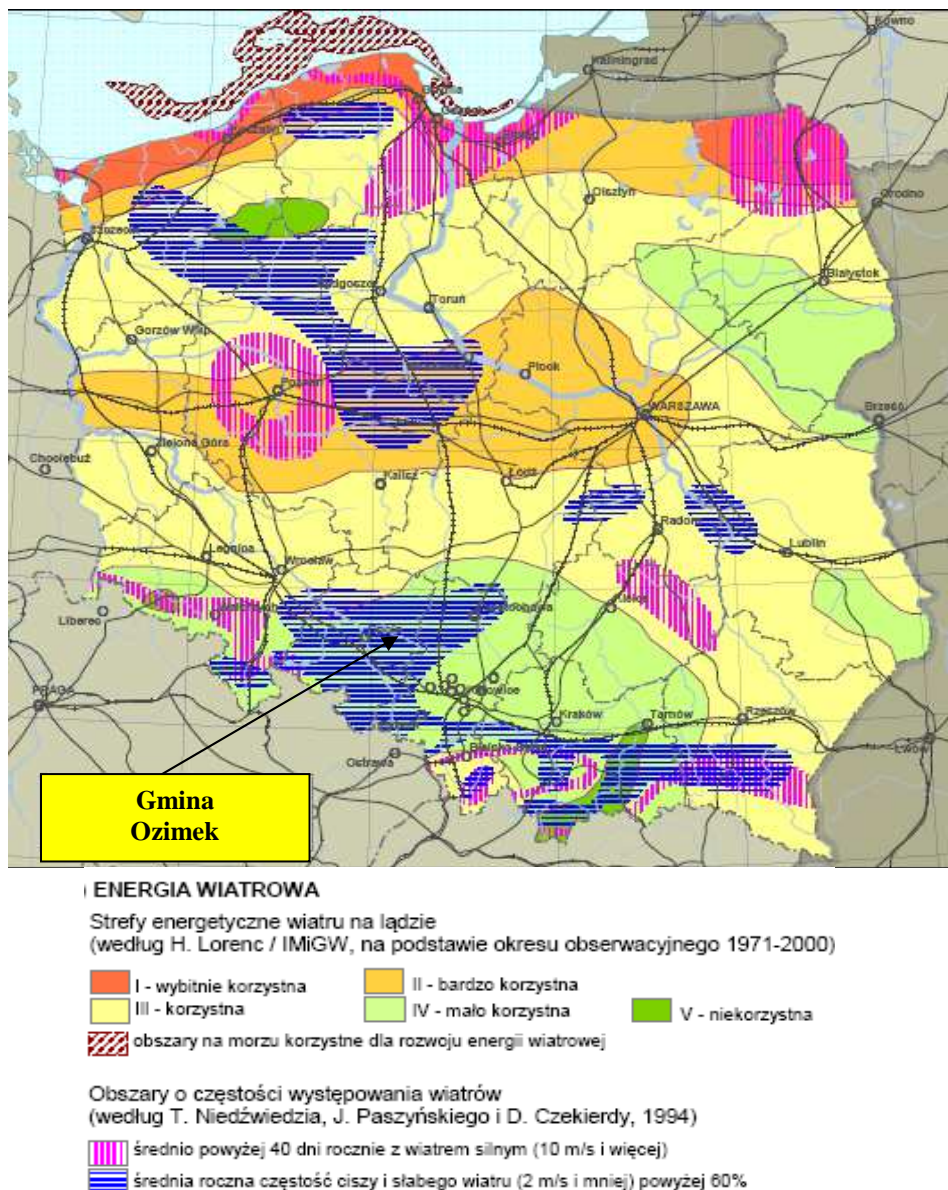 Kowno
Kaliningrad
Gdynia
Olsztyn
Grodno
Szczecin
Białystok
Toruń
Gorzów Wlkp
Płock
Poznań
WARSZAWA
Brześć
Zielona Góra
Chociebuż
Kalisz
Łódź
Radom
Legnica
Wrocław
Lublin
Kielce
Liberec
PRAGA
Katowice
Kraków
Tarnów
Rzeszów
Lwów
Ostrawa
Gmina
Ozimek
) ENERGIA WIATROWA
Strefy energetyczne wiatru na lądzie
(według H. Lorenc / IMiGW, na podstawie okresu obserwacyjnego 1971-2000)
I - wybitnie korzystna
II - bardzo korzystna
III - korzystna
IV - mało korzystna
V - niekorzystna
obszary na morzu korzystne dla rozwoju energii wiatrowej
Obszary o częstości występowania wiatrów
(według T. Niedźwiedzia, J. Paszyńskiego i D. Czekierdy, 1994)
średnio powyżej 40 dni rocznie z wiatrem silnym (10 m/s i więcej)
średnia roczna częstość ciszy i słabego wiatru (2 m/s i mniej) powyżej 60%